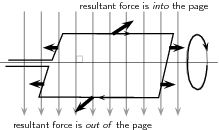 resultant force is into the page
resultant force is out of the page